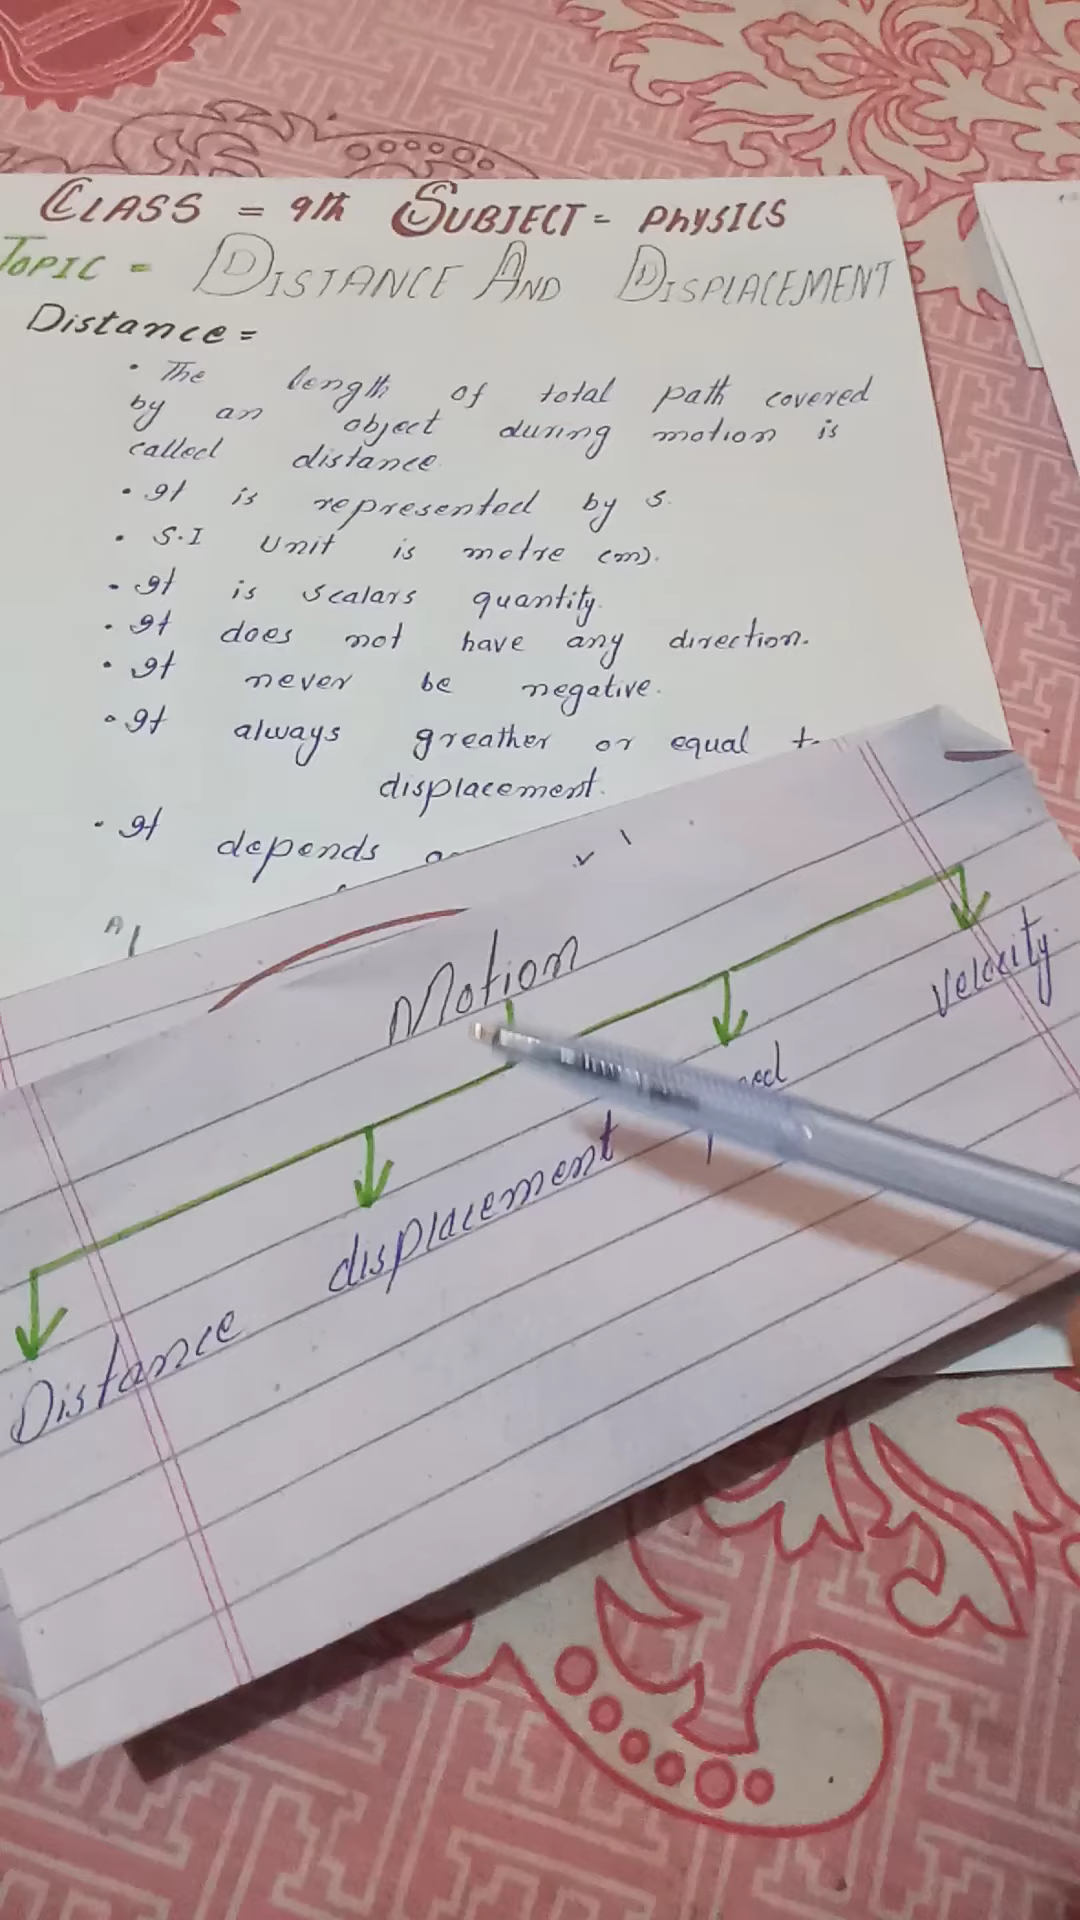 CLASS = 9th SUBJECT = PHYSICS
TOPIC = DISTANCE AND DISPLACEMENT
Distance =
• The length of total path covered
by an object during motion is
called distance.
• It is represented by s.
• S.I Unit is metre (m).
• It is scalars quantity.
• It does not have any direction.
• It never be negative.
• It always greather or equal
displacement.
• It depends
Motion
Velocity
displacement
Distance